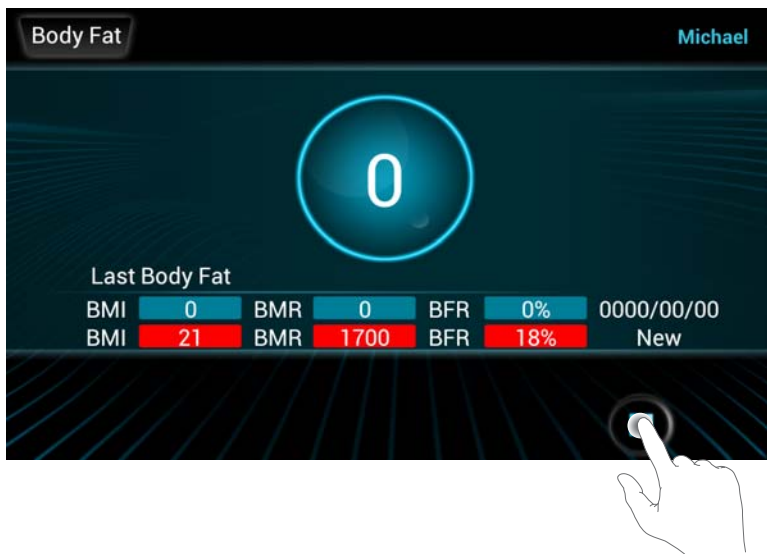 Body Fat
Michael
0
Last Body Fat
BMI 0 BMR 0 BFR 0% 0000/00/00
BMI 21 BMR 1700 BFR 18% New